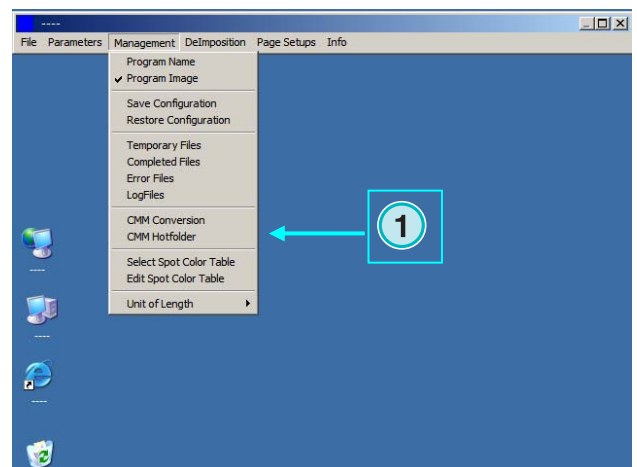 ----
File Parameters Management DeImposition Page Setups Info
Program Name
Program Image
Save Configuration
Restore Configuration
Temporary Files
Completed Files
Error Files
LogFiles
CMM Conversion
CMM Hotfolder
1
Select Spot Color Table
Edit Spot Color Table
Unit of Length
----
----
----